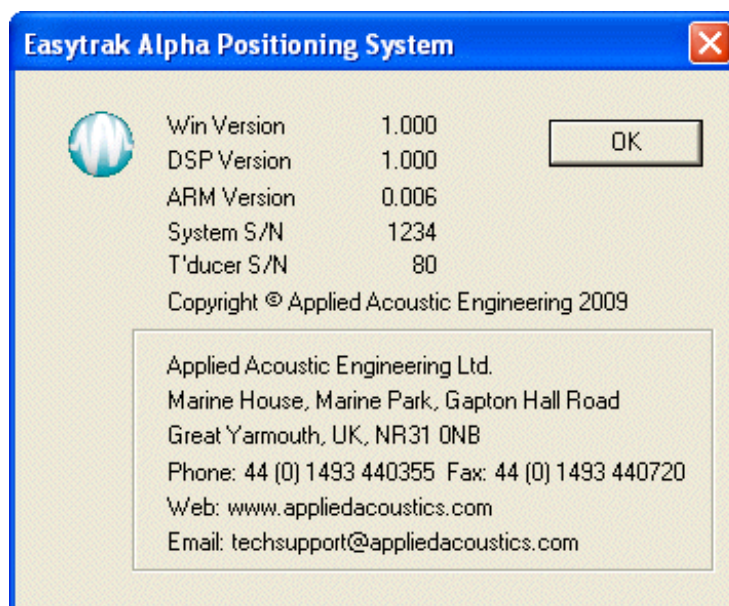 Easytrak Alpha Positioning System
Win Version 1.000
OK
DSP Version 1.000
ARM Version 0.006
System S/N 1234
T'ducer S/N 80
Copyright © Applied Acoustic Engineering 2009
Applied Acoustic Engineering Ltd.
Marine House, Marine Park, Gapton Hall Road
Great Yarmouth, UK, NR31 0NB
Phone: 44 (0) 1493 440355 Fax: 44 (0) 1493 440720
Web: www.appliedacoustics.com
Email: techsupport@appliedacoustics.com